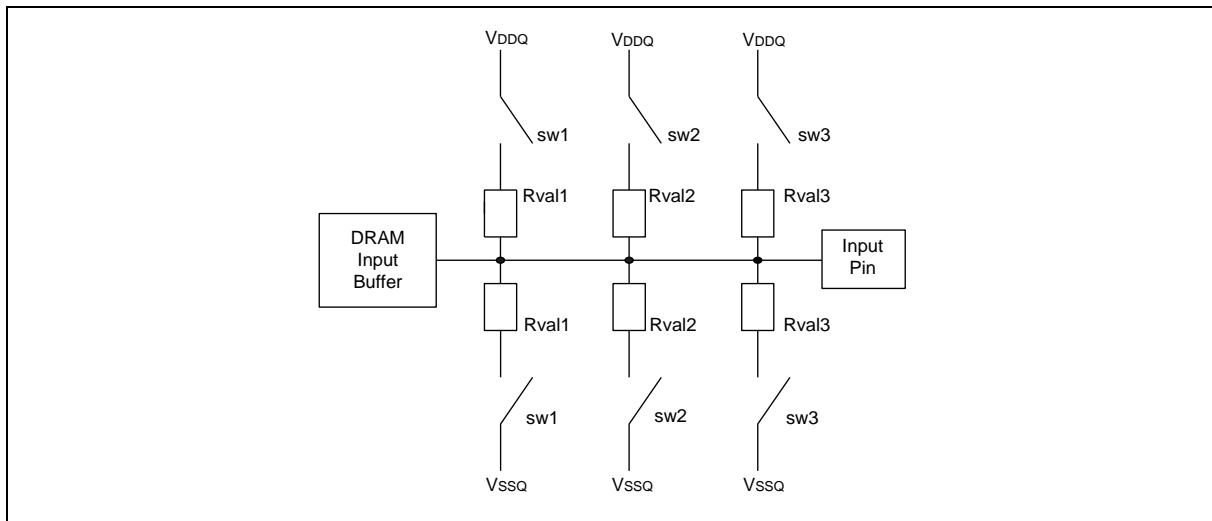 VDDQ VDDQ VDDQ
sw1 sw2 sw3
Rval1 Rval2 Rval3
DRAM
Input
Buffer
Input
Pin
Rval1 Rval2 Rval3
sw1 sw2 sw3
VSSQ VSSQ VSSQ